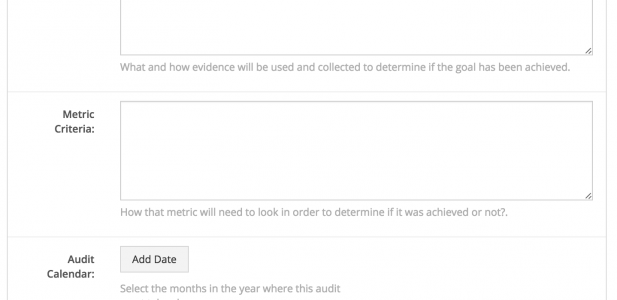 What and how evidence will be used and collected to determine if the goal has been achieved.
Metric
Criteria:
How that metric will need to look in order to determine if it was achieved or not?.
Audit
Calendar:
Add Date
Select the months in the year where this audit